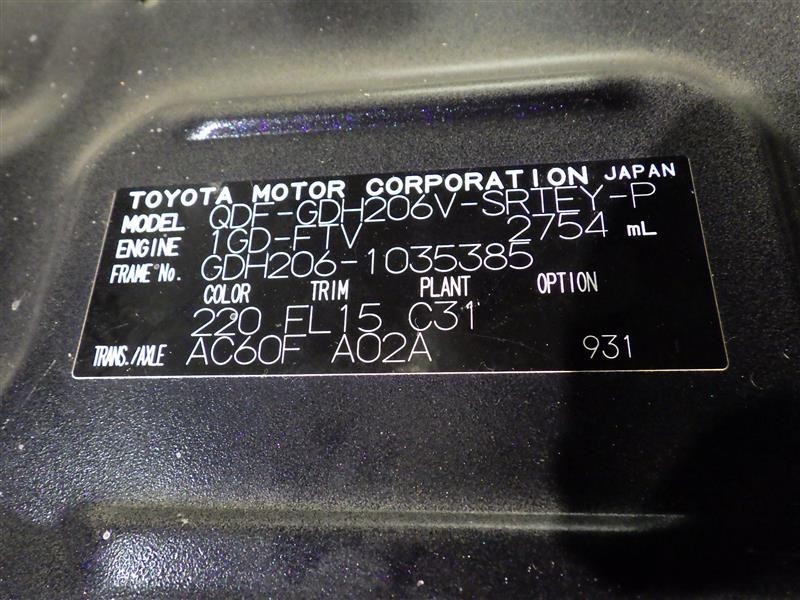 TOYOTA MOTOR CORPORATION JAPAN
MODEL QDF-GDH206V-SRTEY-P
ENGINE 1GD-FTV 2754 mL
FRAME No. GDH206-1035385
COLOR TRIM PLANT OPTION
220 FL15 C31
TRANS./AXLE AC60F A02A 931